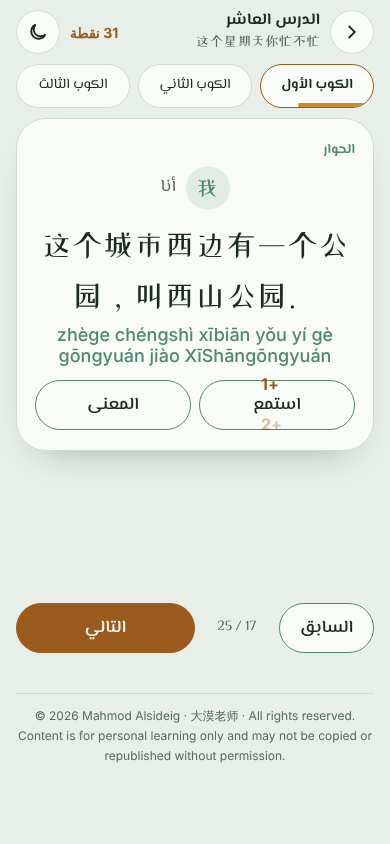 الدرس العاشر
这个星期天你忙不忙
31 نقطة
الكوب الأول
الكوب الثاني
الكوب الثالث
الحوار
我
أنا
这个城市西边有一个公
园，叫西山公园.
zhège chéngshì xībiān yǒu yí gè
gōngyuán jiào XīShāngōngyuán
1+
استمع
2+
المعنى
السابق
25 / 17
التالي
© 2026 Mahmod Alsideig · 大漠老师 · All rights reserved.
Content is for personal learning only and may not be copied or
republished without permission.